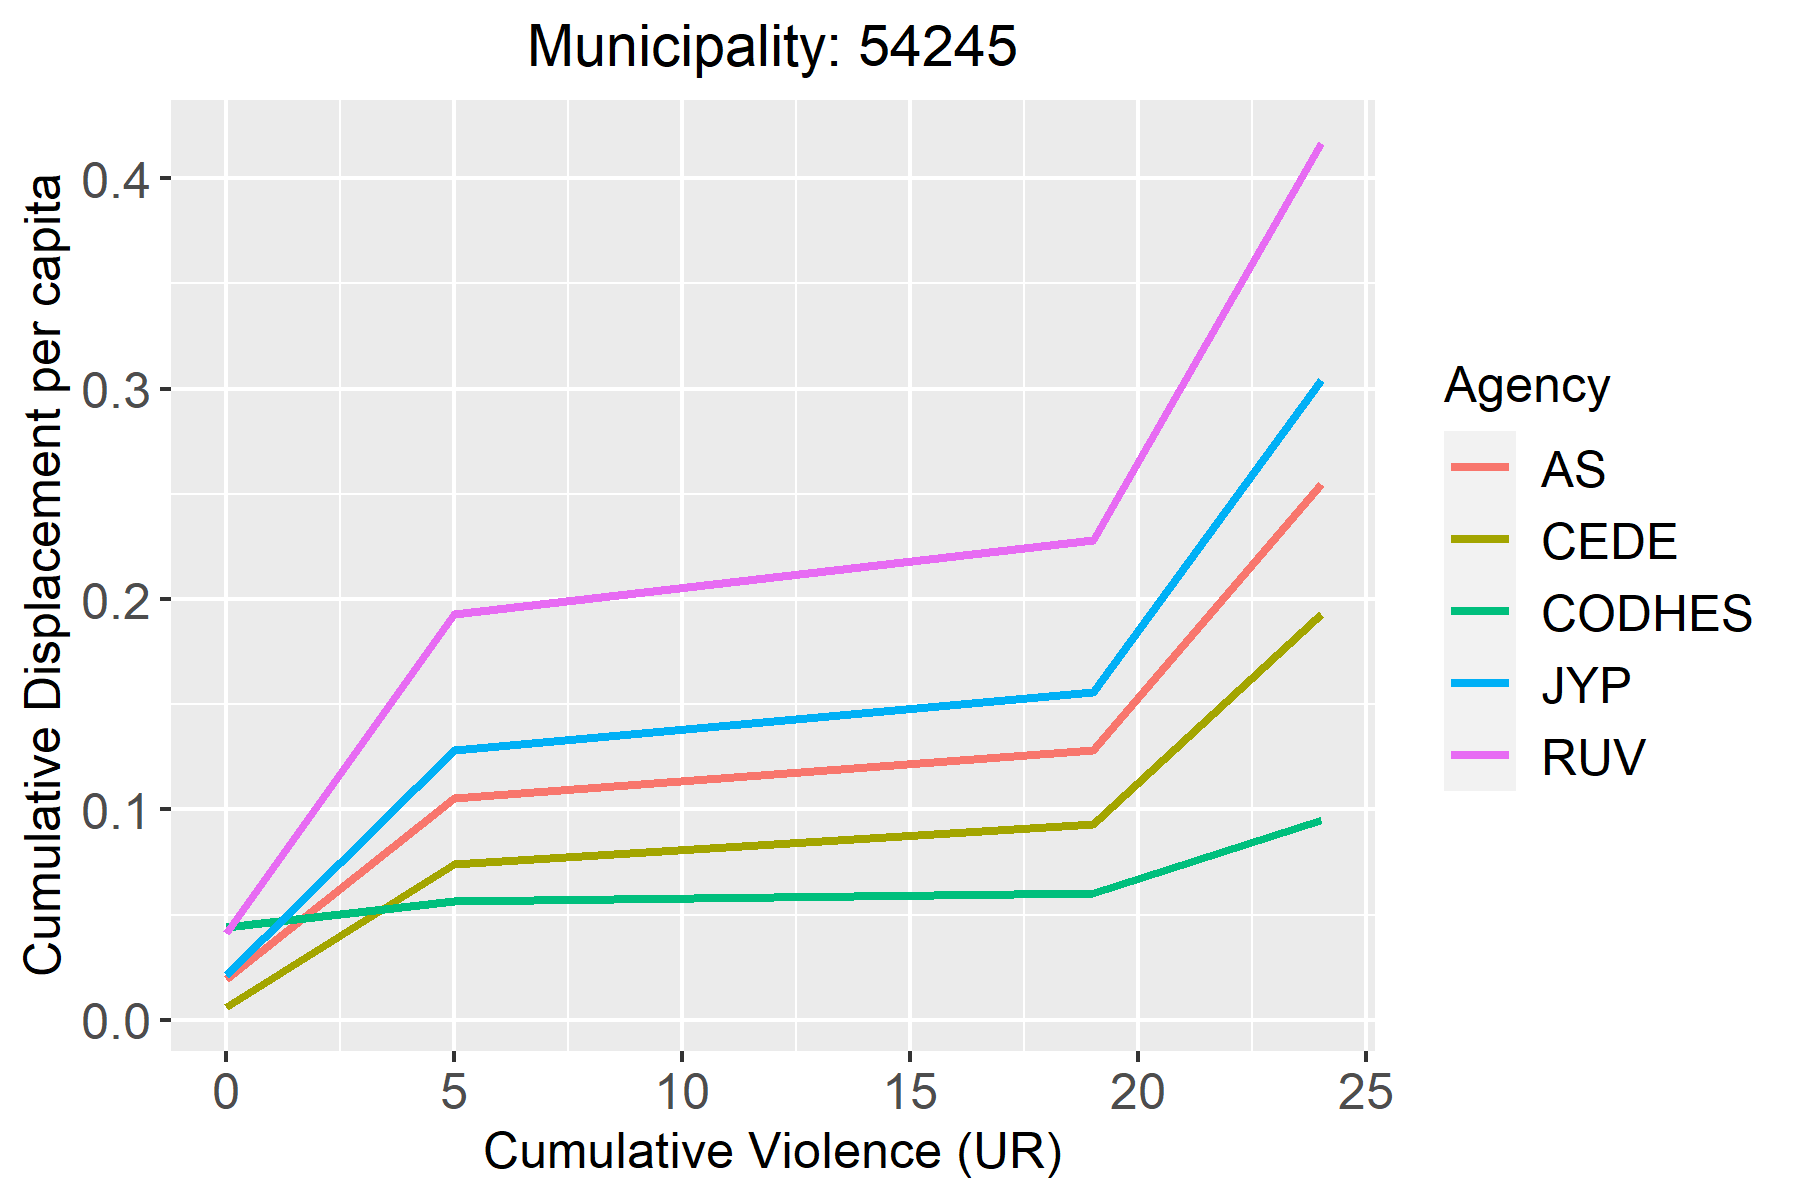 Municipality: 54245
Cumulative Displacement per capita
0.4
0.3
0.2
0.1
0.0
0 5 10 15 20 25
Cumulative Violence (UR)
Agency
AS
CEDE
CODHES
JYP
RUV